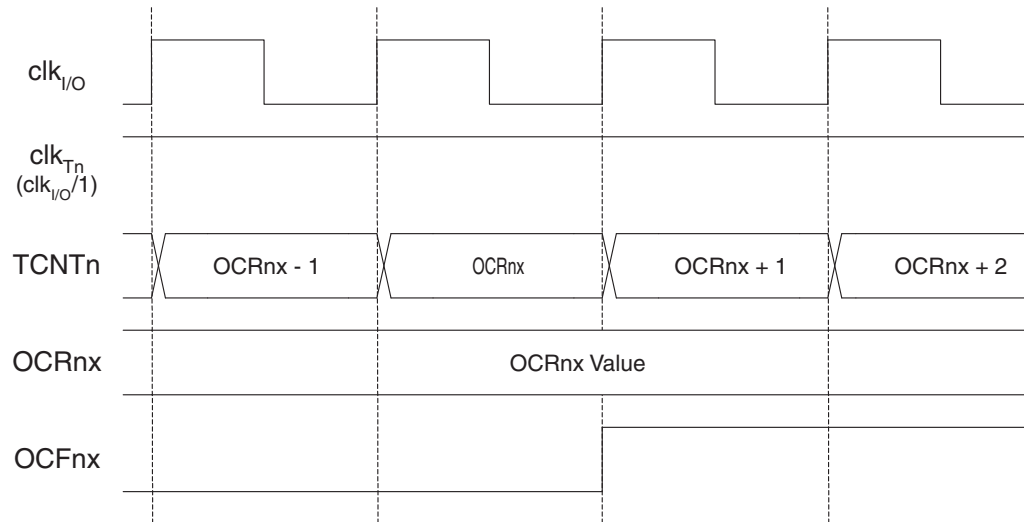 clkI/O
clkTn
(clkI/O/1)
TCNTn
OCRnx - 1
OCRnx
OCRnx + 1
OCRnx + 2
OCRnx
OCRnx Value
OCFnx